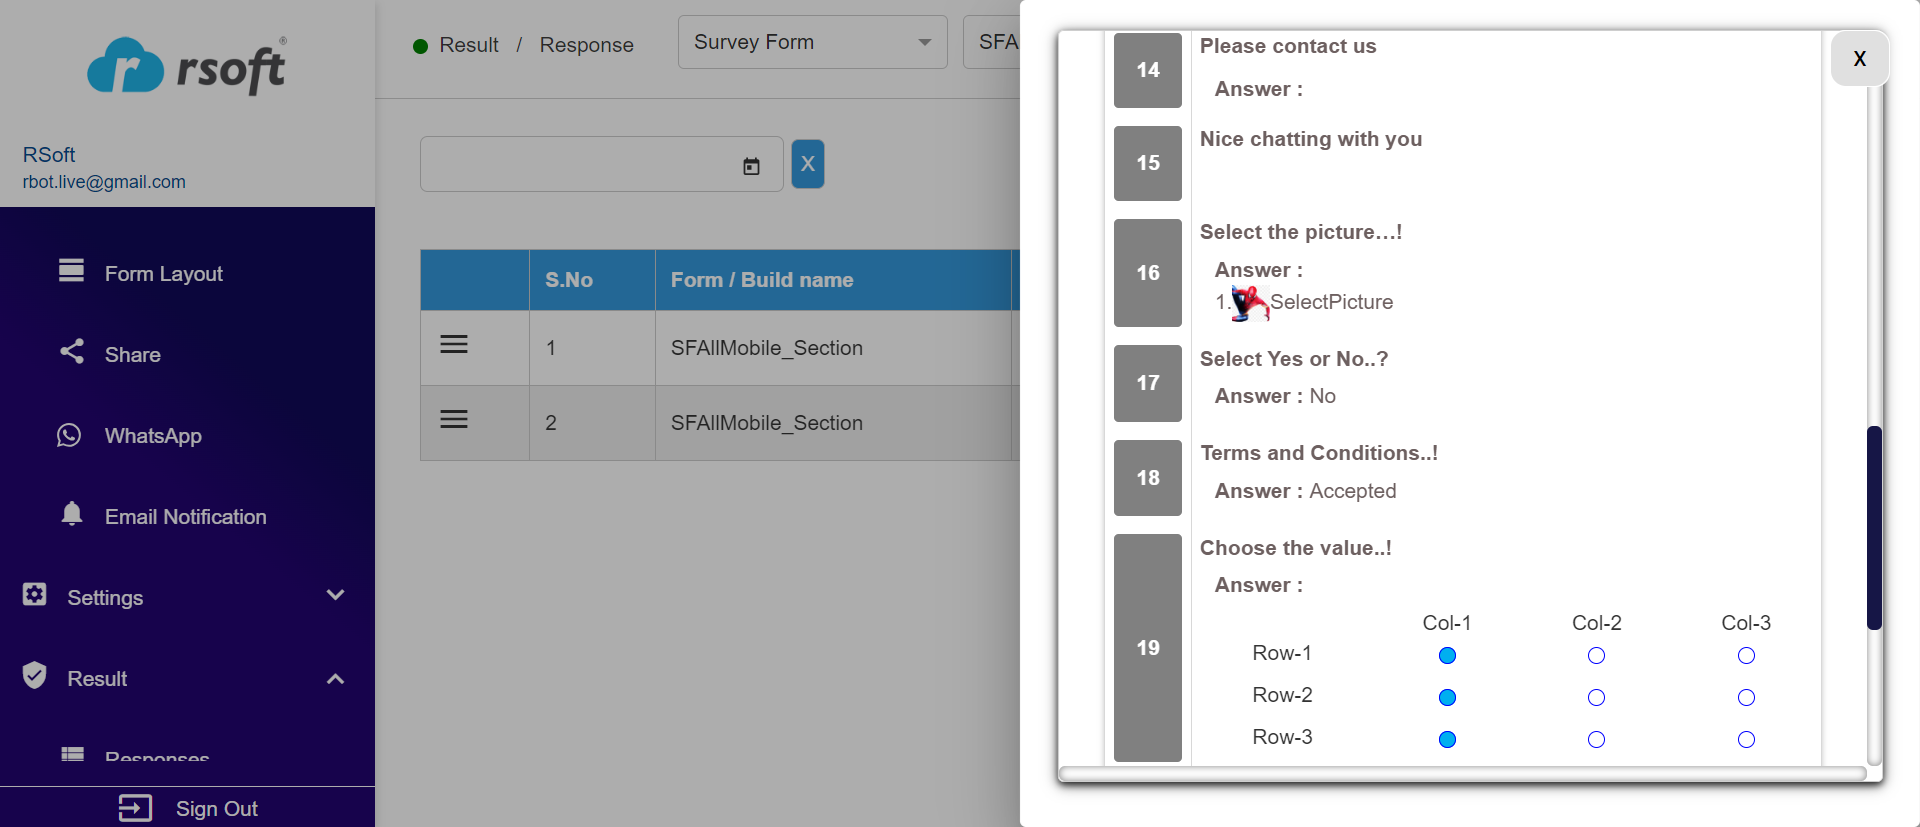 rsoft®
RSoft
rbot.live@gmail.com
Form Layout
Share
WhatsApp
Email Notification
Settings
Result
Responses
Sign Out
Result / Response
Survey Form
SFA
X
S.No Form / Build name
1 SFAllMobile_Section
2 SFAllMobile_Section
X
14 Please contact us
Answer :
15 Nice chatting with you
16 Select the picture...!
Answer :
1. SelectPicture
17 Select Yes or No..?
Answer : No
18 Terms and Conditions..!
Answer : Accepted
19 Choose the value..!
Answer :
Col-1 Col-2 Col-3
Row-1
Row-2
Row-3